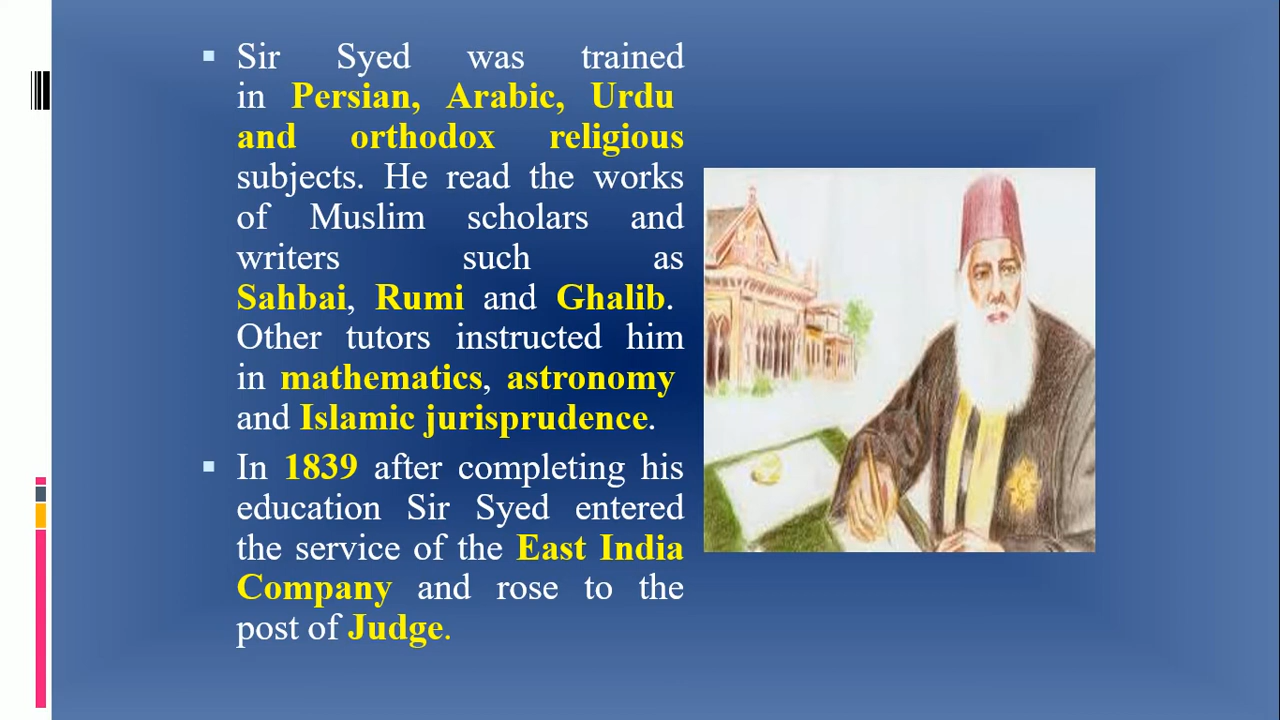 ▪ Sir Syed was trained
in Persian, Arabic, Urdu
and orthodox religious
subjects. He read the works
of Muslim scholars and
writers such as
Sahbai, Rumi and Ghalib.
Other tutors instructed him
in mathematics, astronomy
and Islamic jurisprudence.
▪ In 1839 after completing his
education Sir Syed entered
the service of the East India
Company and rose to the
post of Judge.